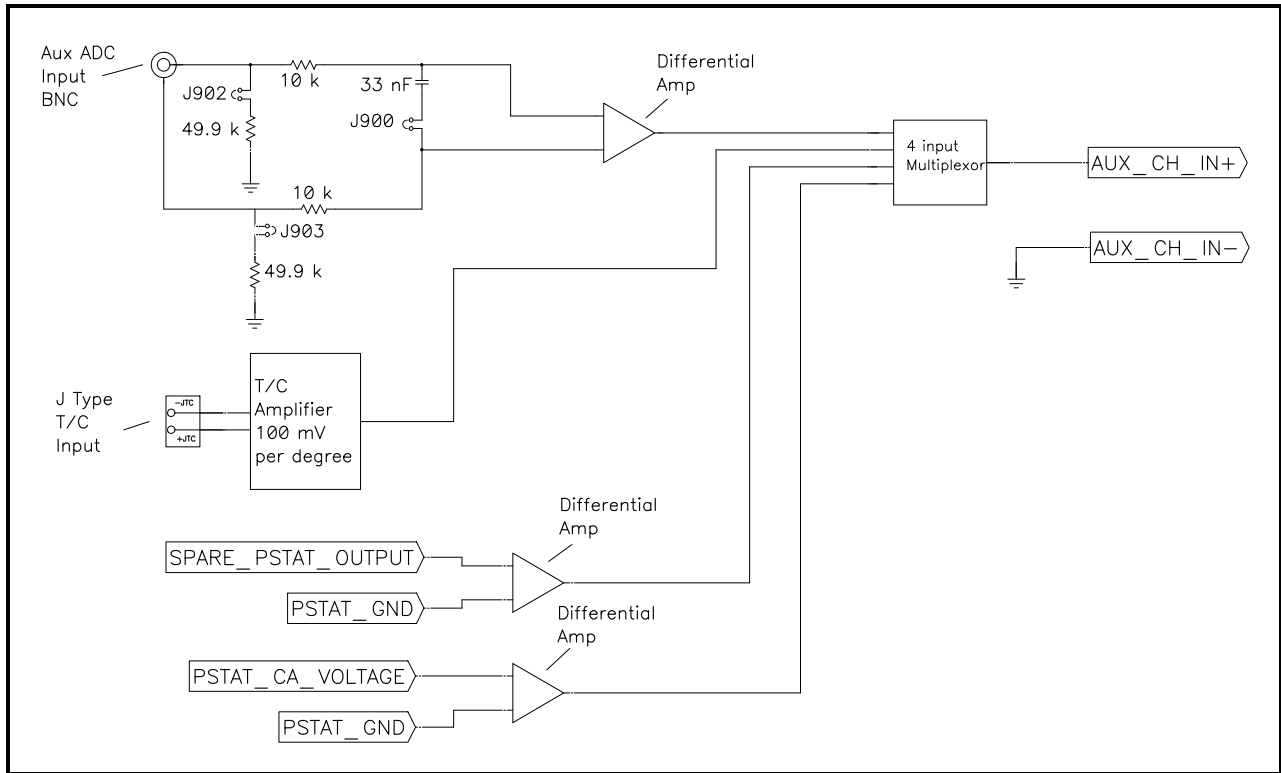 Aux ADC
Input
BNC
10 k
J902
49.9 k
33 nF
J900
10 k
J903
49.9 k
Differential
Amp
4 input
Multiplexor
AUX_CH_IN+
AUX_CH_IN-
J Type
T/C
Input
-JTC
+JTC
T/C
Amplifier
100 mV
per degree
Differential
Amp
SPARE_PSTAT_OUTPUT
PSTAT_GND
Differential
Amp
PSTAT_CA_VOLTAGE
PSTAT_GND